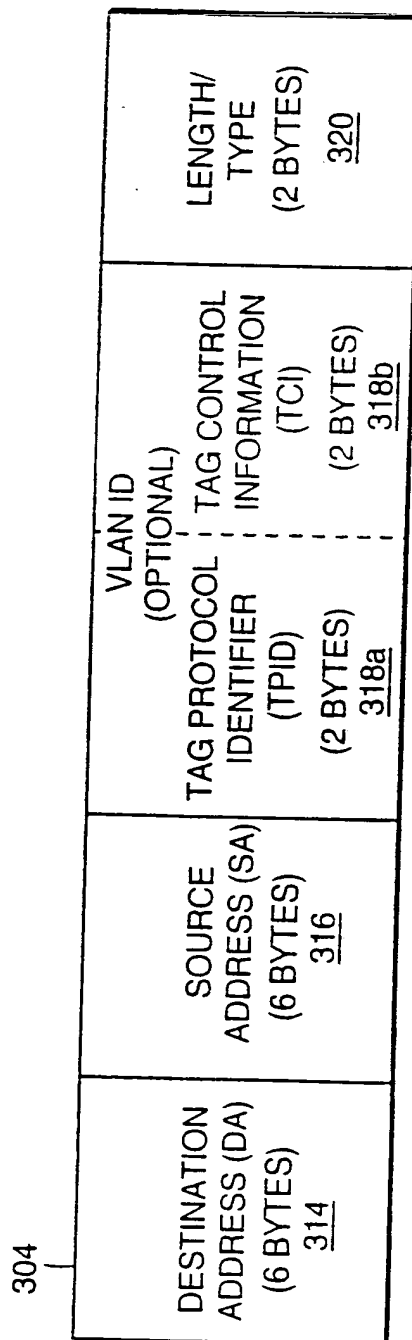 304
DESTINATION
ADDRESS (DA)
(6 BYTES)
314
SOURCE
ADDRESS (SA)
(6 BYTES)
316
VLAN ID
(OPTIONAL)
TAG PROTOCOL
IDENTIFIER
(TPID)
(2 BYTES)
318a
TAG CONTROL
INFORMATION
(TCI)
(2 BYTES)
318b
LENGTH/
TYPE
(2 BYTES)
320